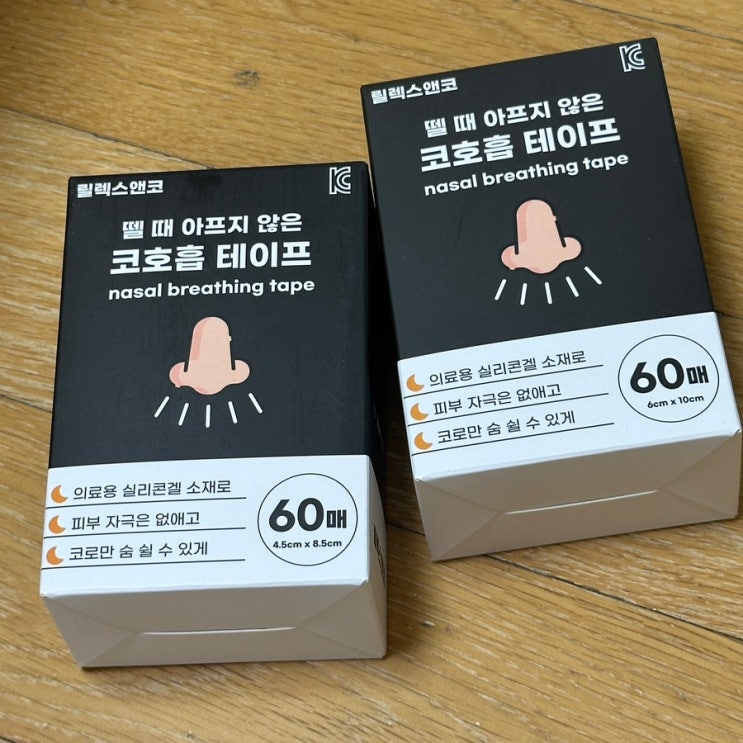 릴렉스앤코
뗄 때 아프지 않은
코호흡 테이프
nasal breathing tape
의료용 실리콘겔 소재로
피부 자극은 없애고
코로만 숨 쉴 수 있게
60매
4.5cm x 8.5cm
릴렉스앤코
뗄 때 아프지 않은
코호흡 테이프
nasal breathing tape
의료용 실리콘겔 소재로
피부 자극은 없애고
코로만 숨 쉴 수 있게
60매
6cm x 10cm